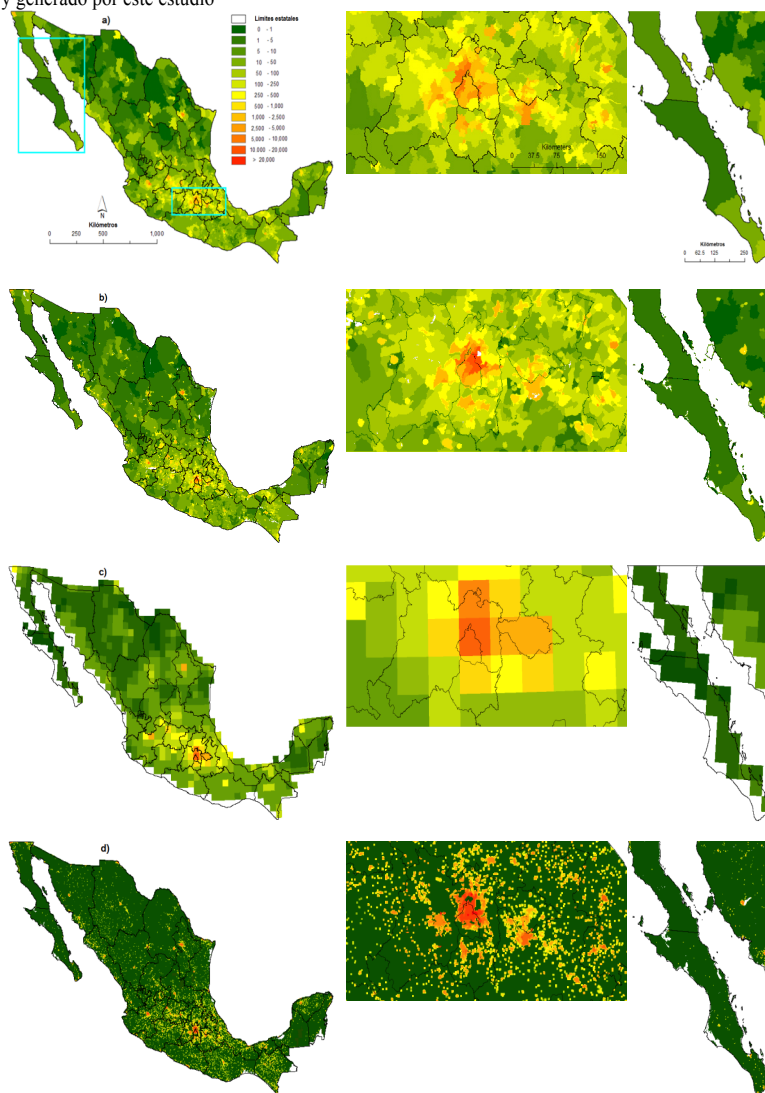 y generado por este estudio
a)
Limites estatales
0 - 1
1 - 5
5 - 10
10 - 50
50 - 100
100 - 250
250 - 500
500 - 1,000
1,000 - 2,500
2,500 - 5,000
5,000 - 10,000
10,000 - 20,000
> 20,000
N
Kilómetros
0 250 500 1,000
Kilometers
0 37.5 75 150
Kilómetros
0 62.5 125 250
b)
c)
d)